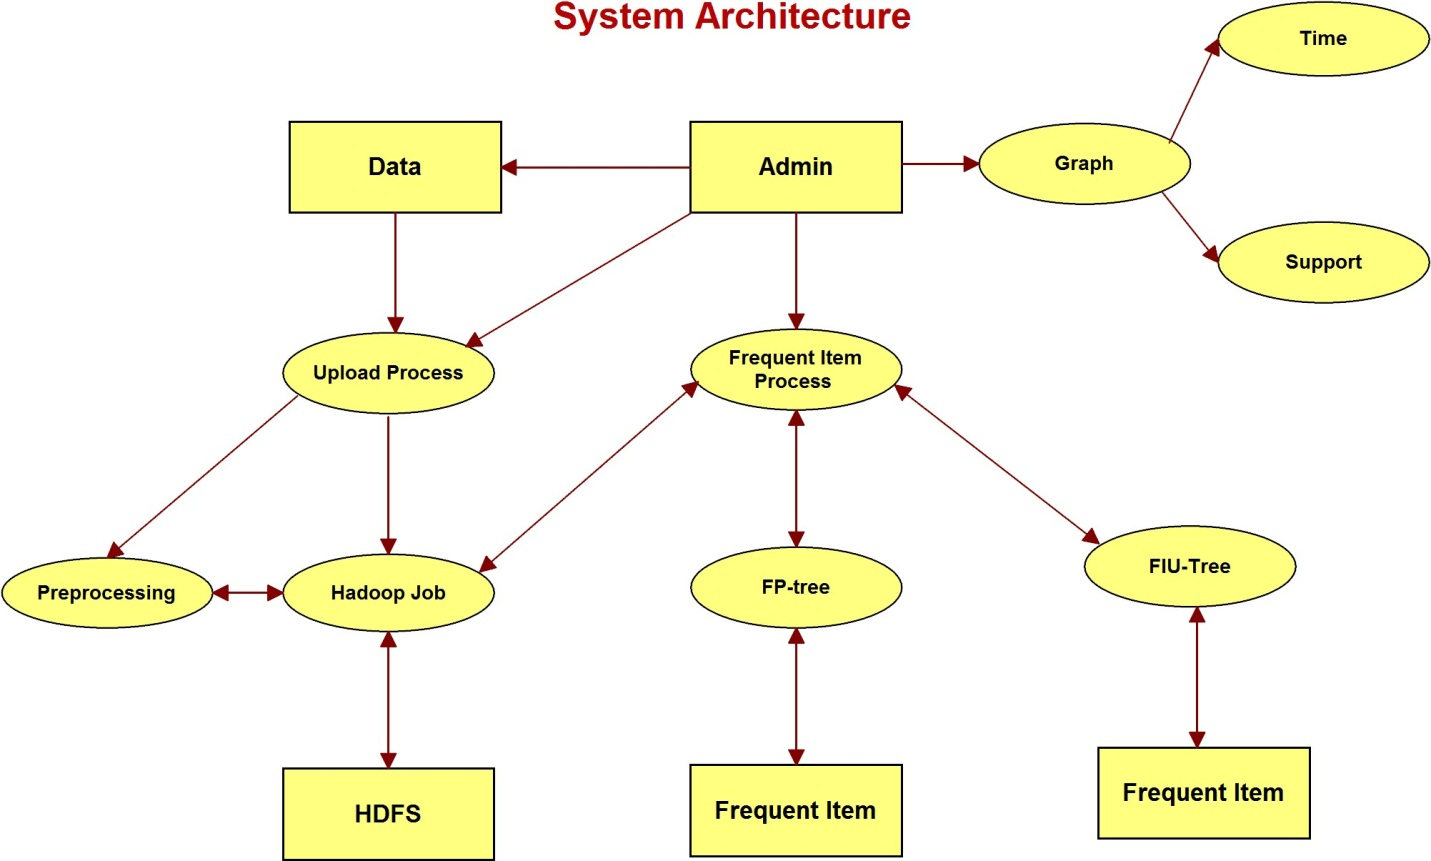 System Architecture
Time
Data
Admin
Graph
Support
Upload Process
Frequent Item
Process
Preprocessing
Hadoop Job
FP-tree
FIU-Tree
HDFS
Frequent Item
Frequent Item